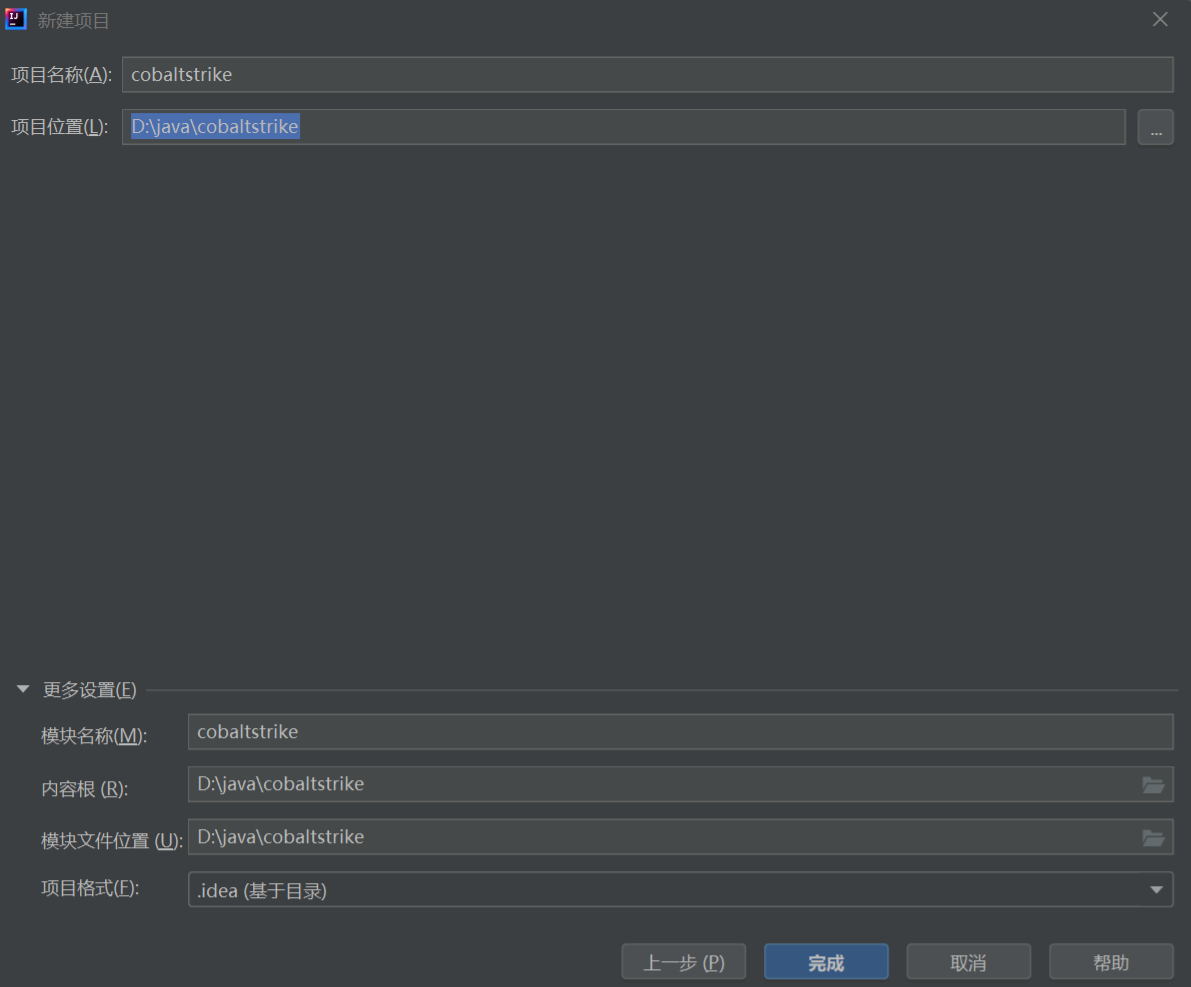 新建项目
项目名称(A): cobaltstrike
项目位置(L): D:\java\cobaltstrike ...
更多设置(E)
模块名称(M): cobaltstrike
内容根 (R): D:\java\cobaltstrike
模块文件位置 (U): D:\java\cobaltstrike
项目格式(F): .idea (基于目录)
上一步 (P) 完成 取消 帮助